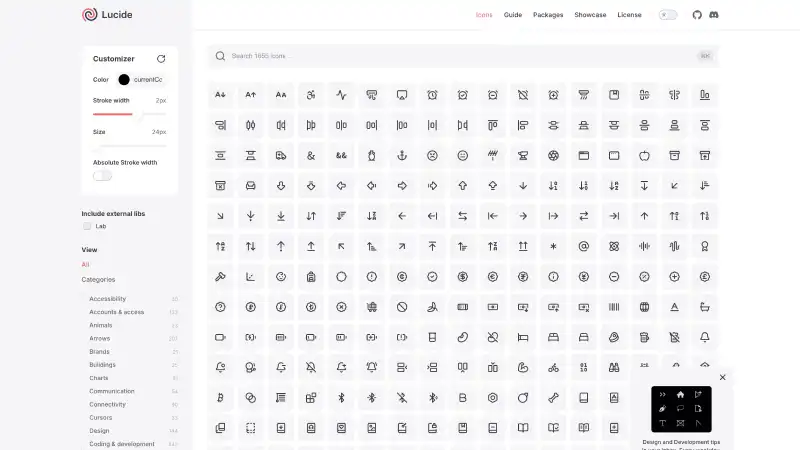 Lucide
Icons
Guide
Packages
Showcase
License
Customizer
Color
currentCo
Stroke width
2px
Size
24px
Absolute Stroke width
Include external libs
Lab
View
All
Categories
Accessibility
Accounts & access
Animals
Arrows
Brands
Buildings
Charts
Communication
Connectivity
Cursors
Design
Coding & development
Search 1655 icons
Design and Development tips